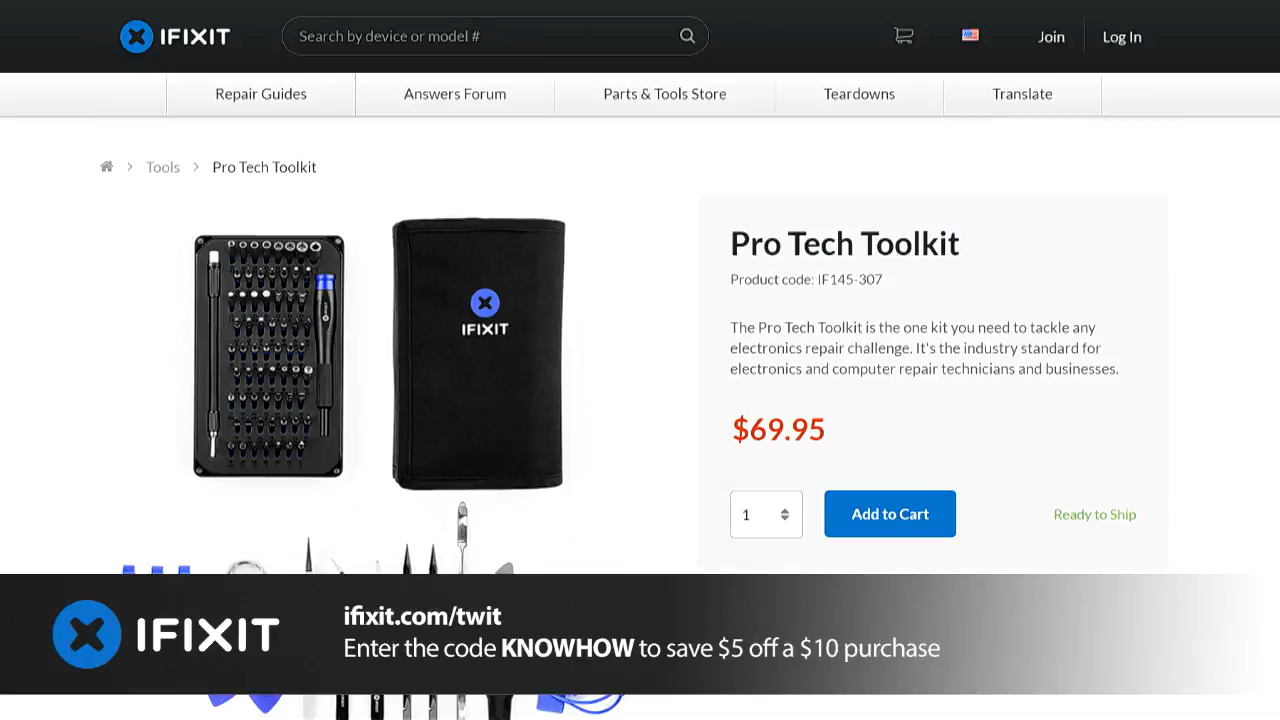 IFIXIT
Search by device or model #
Join
Log In
Repair Guides
Answers Forum
Parts & Tools Store
Teardowns
Translate
Tools
Pro Tech Toolkit
IFIXIT
Pro Tech Toolkit
Product code: IF145-307
The Pro Tech Toolkit is the one kit you need to tackle any
electronics repair challenge. It's the industry standard for
electronics and computer repair technicians and businesses.
$69.95
1
Add to Cart
Ready to Ship
IFIXIT
ifixit.com/twit
Enter the code KNOWHOW to save $5 off a $10 purchase